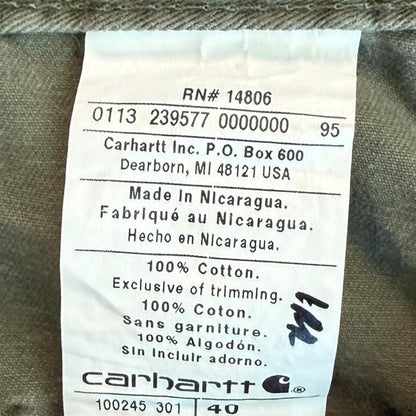 RN# 14806
0113 239577 0000000 95
Carhartt Inc. P.O. Box 600
Dearborn, MI 48121 USA
Made in Nicaragua.
Fabriqué au Nicaragua.
Hecho en Nicaragua.
100% Cotton.
Exclusive of trimming.
100% Coton.
Sans garniture.
100% Algodón.
Sin incluir adorno.
carhartt
100245 301 40